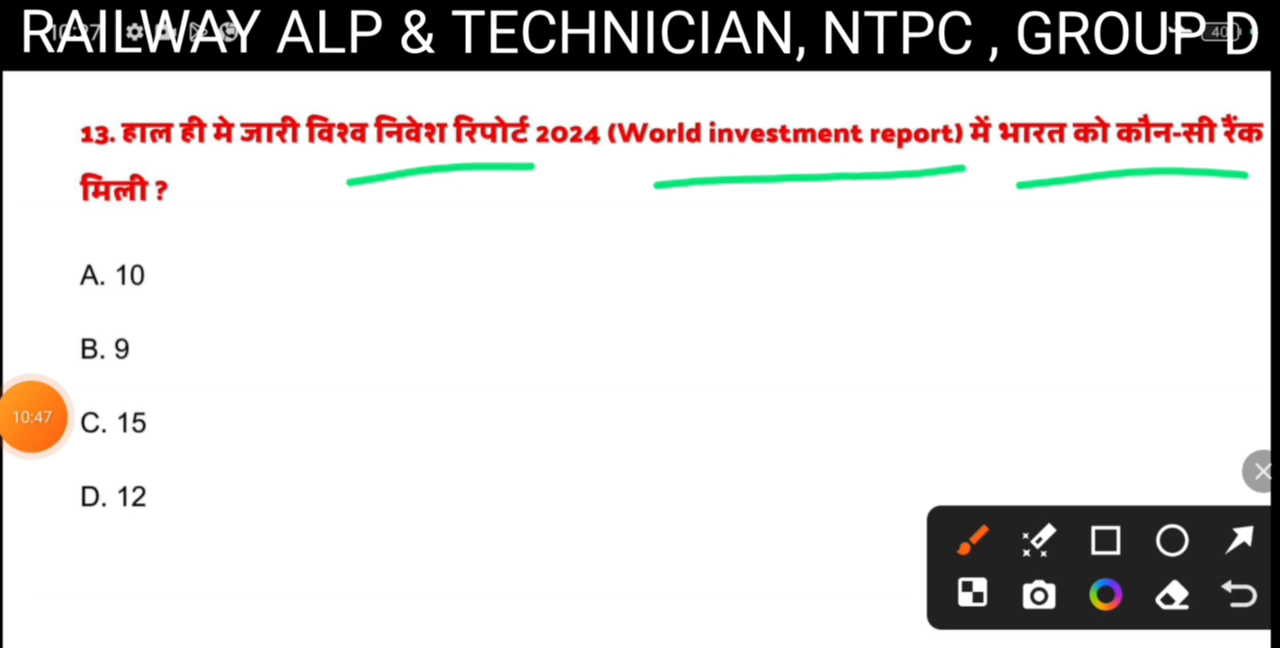 RAILWAY ALP & TECHNICIAN, NTPC , GROUP D
13. हाल ही मे जारी विश्व निवेश रिपोर्ट 2024 (World investment report) में भारत को कौन-सी रैंक
मिली ?
A. 10
B. 9
10:47
C. 15
D. 12